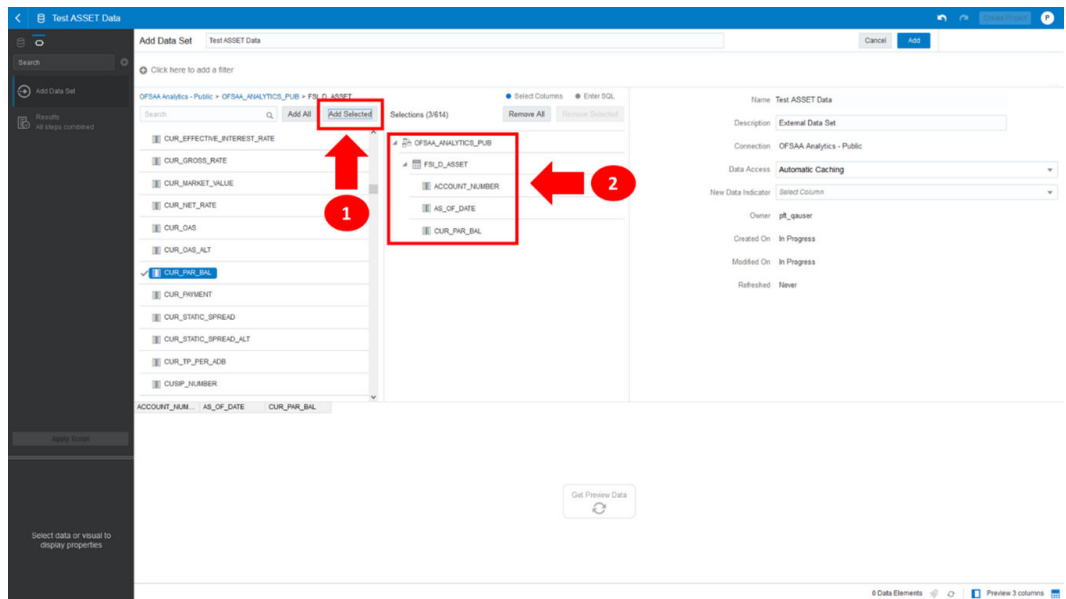 Test ASSET Data
Create Project
P
Add Data Set
Test ASSET Data
Cancel
Add
Search
Click here to add a filter
Add Data Set
Results
All steps combined
OFSAA Analytics - Public > OFSAA_ANALYTICS_PUB > FSI_D_ASSET
Select Columns
Enter SQL
Search
Add All
Add Selected
Selections (3/614)
Remove All
Remove Selected
CUR_EFFECTIVE_INTEREST_RATE
CUR_GROSS_RATE
CUR_MARKET_VALUE
CUR_NET_RATE
CUR_OAS
CUR_OAS_ALT
CUR_PAR_BAL
CUR_PAYMENT
CUR_STATIC_SPREAD
CUR_STATIC_SPREAD_ALT
CUR_TP_PER_ADB
CUSIP_NUMBER
1
OFSAA_ANALYTICS_PUB
FSI_D_ASSET
ACCOUNT_NUMBER
AS_OF_DATE
CUR_PAR_BAL
2
Name Test ASSET Data
Description External Data Set
Connection OFSAA Analytics - Public
Data Access Automatic Caching
New Data Indicator Select Column
Owner pft_qauser
Created On In Progress
Modified On In Progress
Refreshed Never
ACCOUNT_NUM... AS_OF_DATE CUR_PAR_BAL
Apply Script
Get Preview Data
Select data or visual to
display properties
0 Data Elements
Preview 3 columns